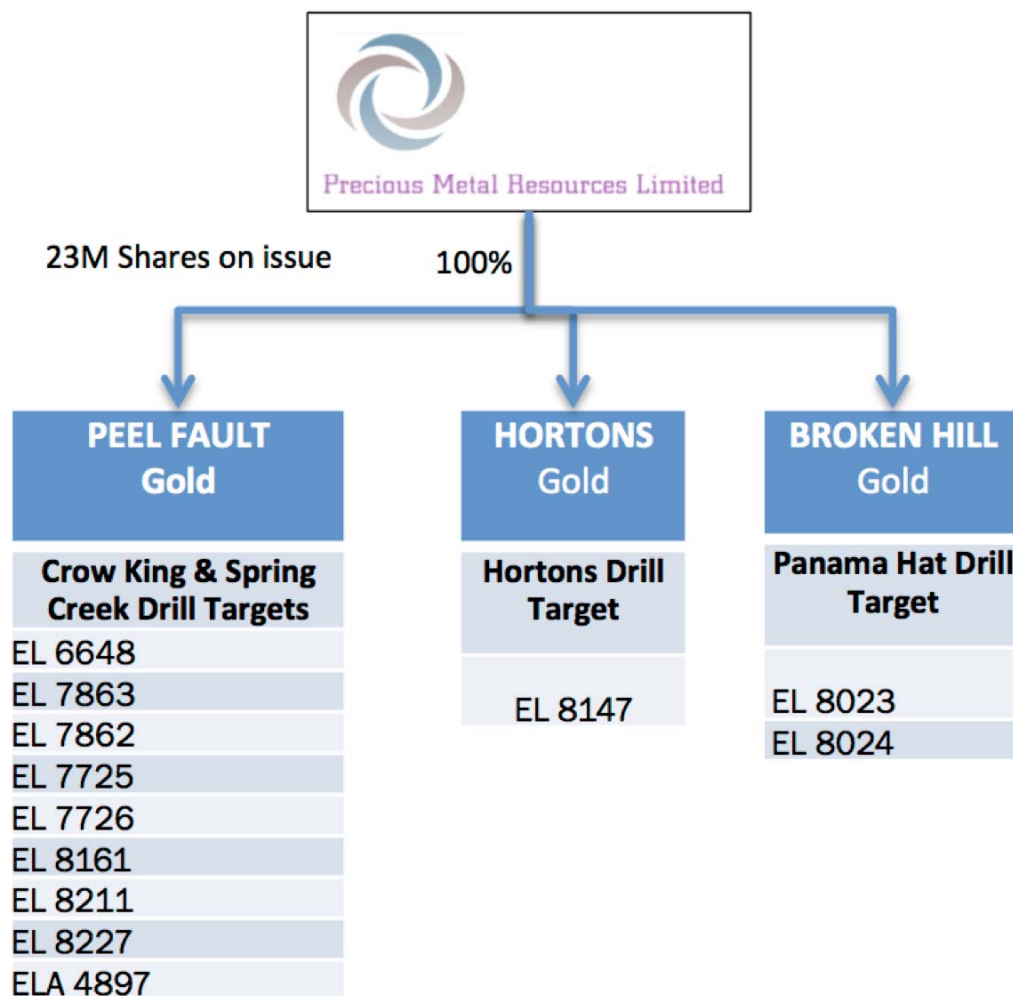 Precious Metal Resources Limited
23M Shares on issue
100%
PEEL FAULT
Gold
Crow King & Spring
Creek Drill Targets
EL 6648
EL 7863
EL 7862
EL 7725
EL 7726
EL 8161
EL 8211
EL 8227
ELA 4897
HORTONS
Gold
Hortons Drill
Target
EL 8147
BROKEN HILL
Gold
Panama Hat Drill
Target
EL 8023
EL 8024